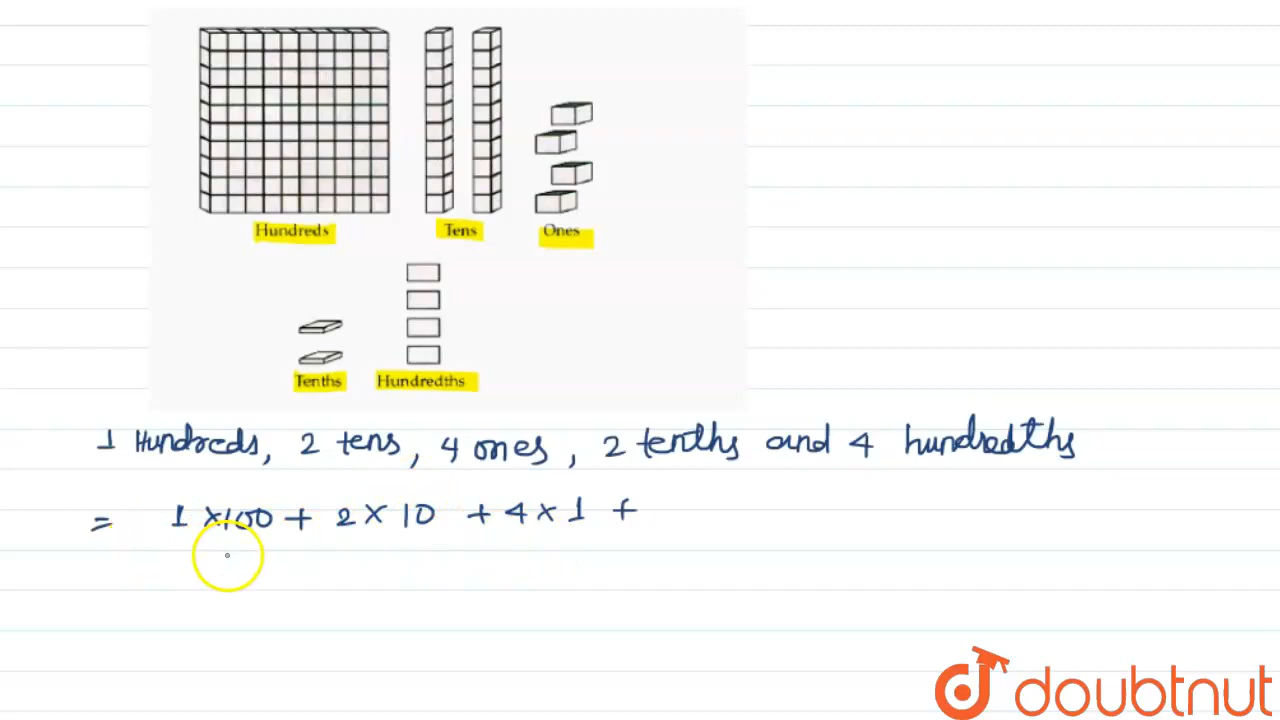 Hundreds Tens Ones
Tenths Hundredths
1 Hundreds, 2 tens, 4 ones, 2 tenths and 4 hundredths
= 1 × 100 + 2 × 10 + 4 × 1 +
doubtnut